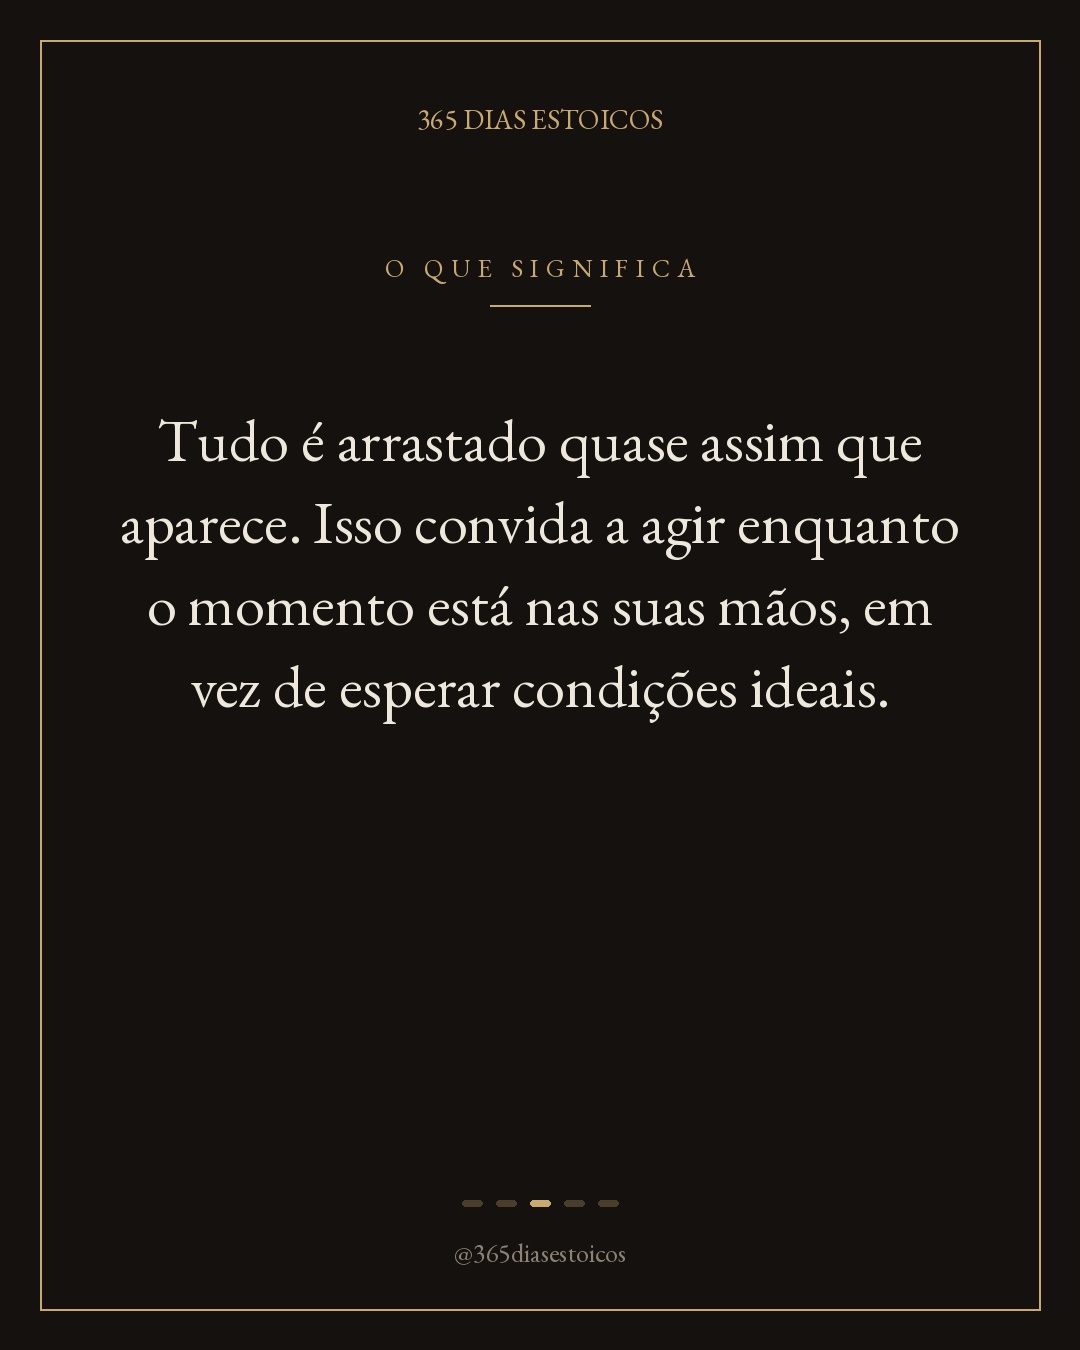 365 DIAS ESTOICOS
O QUE SIGNIFICA
Tudo é arrastado quase assim que
aparece. Isso convida a agir enquanto
o momento está nas suas mãos, em
vez de esperar condições ideais.
@365diasestoicos